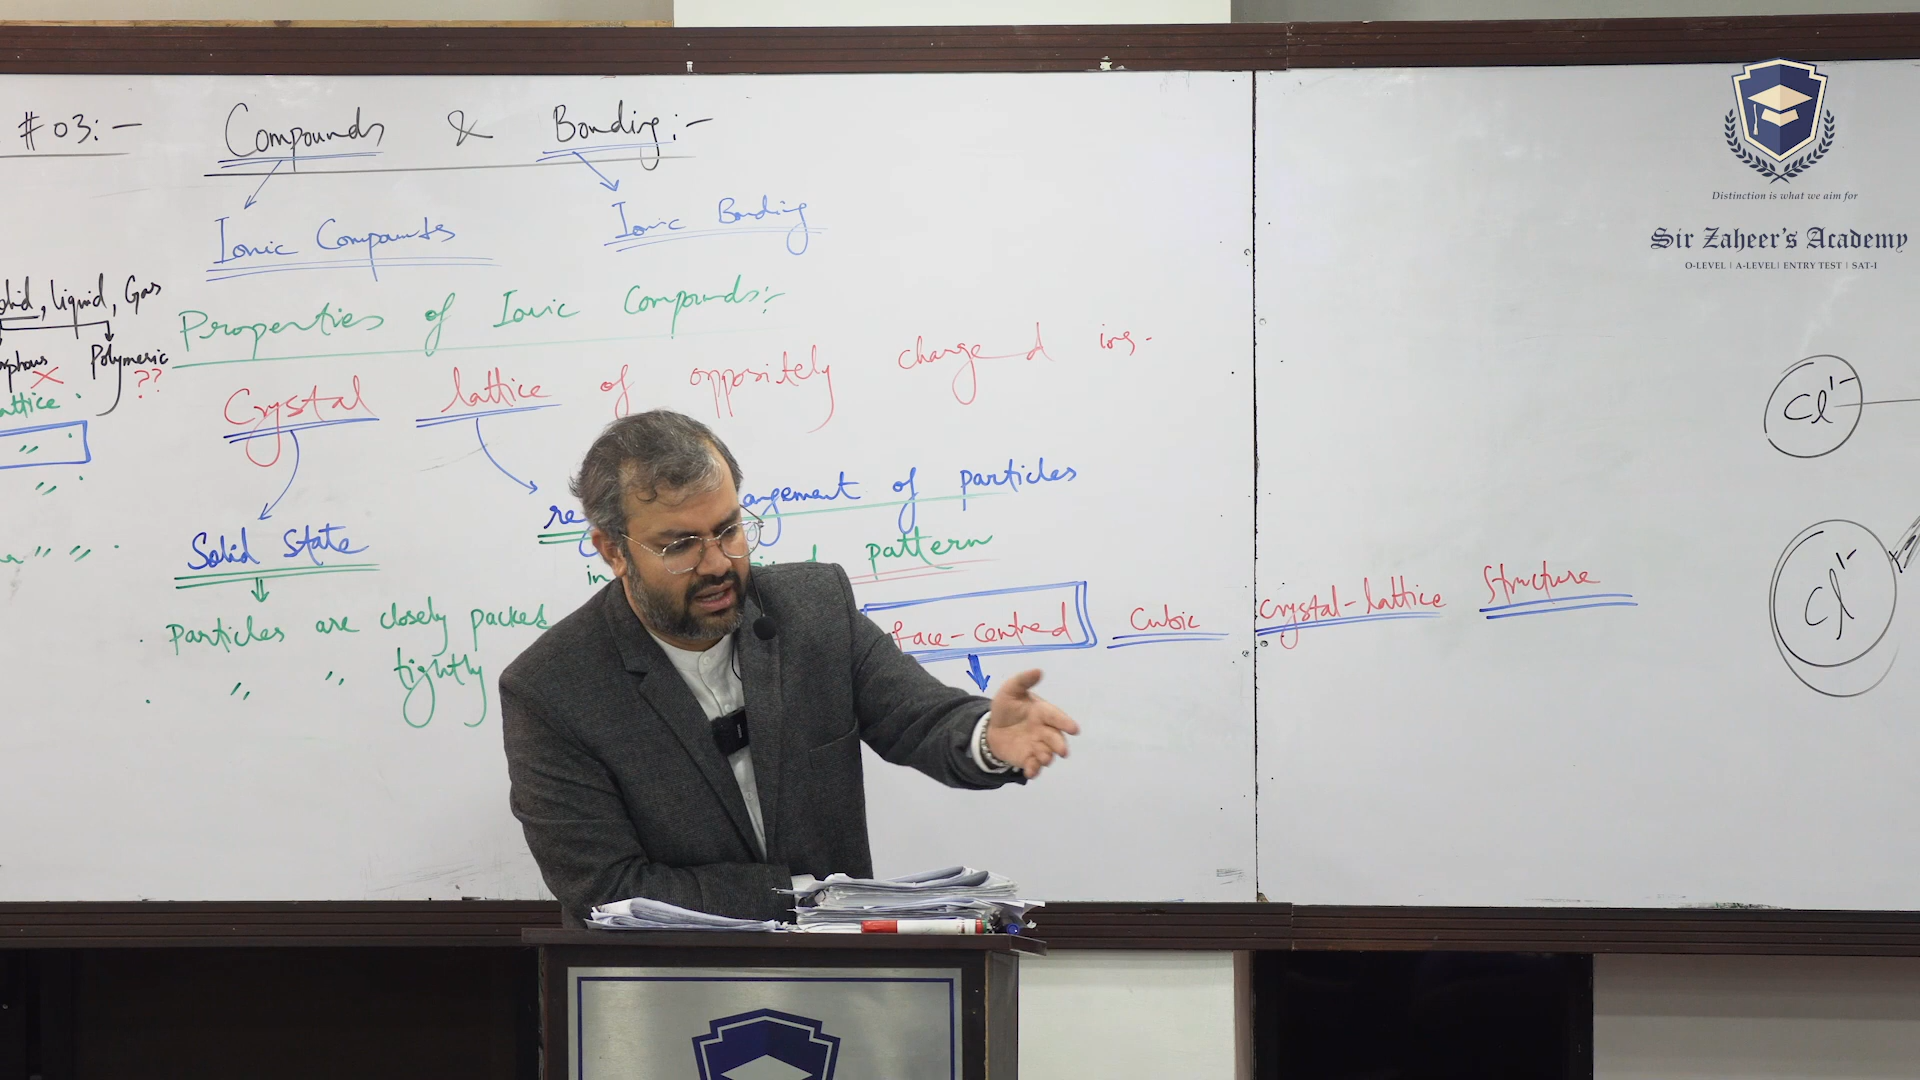 #03:-
Compounds & Bonding:-
Ionic Compounds
Ionic Bonding
solid, liquid, Gas
Polymeric
??
Properties of Ionic Compounds:-
Crystal lattice of oppositely charged ions.
Cl¹⁻
arrangement of particles
in
pattern
Solid State
Particles are closely packed
" " tightly
face-centred Cubic crystal-lattice Structure
Cl¹⁻
Distinction is what we aim for
Sir Zaheer's Academy
O-LEVEL | A-LEVEL | ENTRY TEST | SAT-I